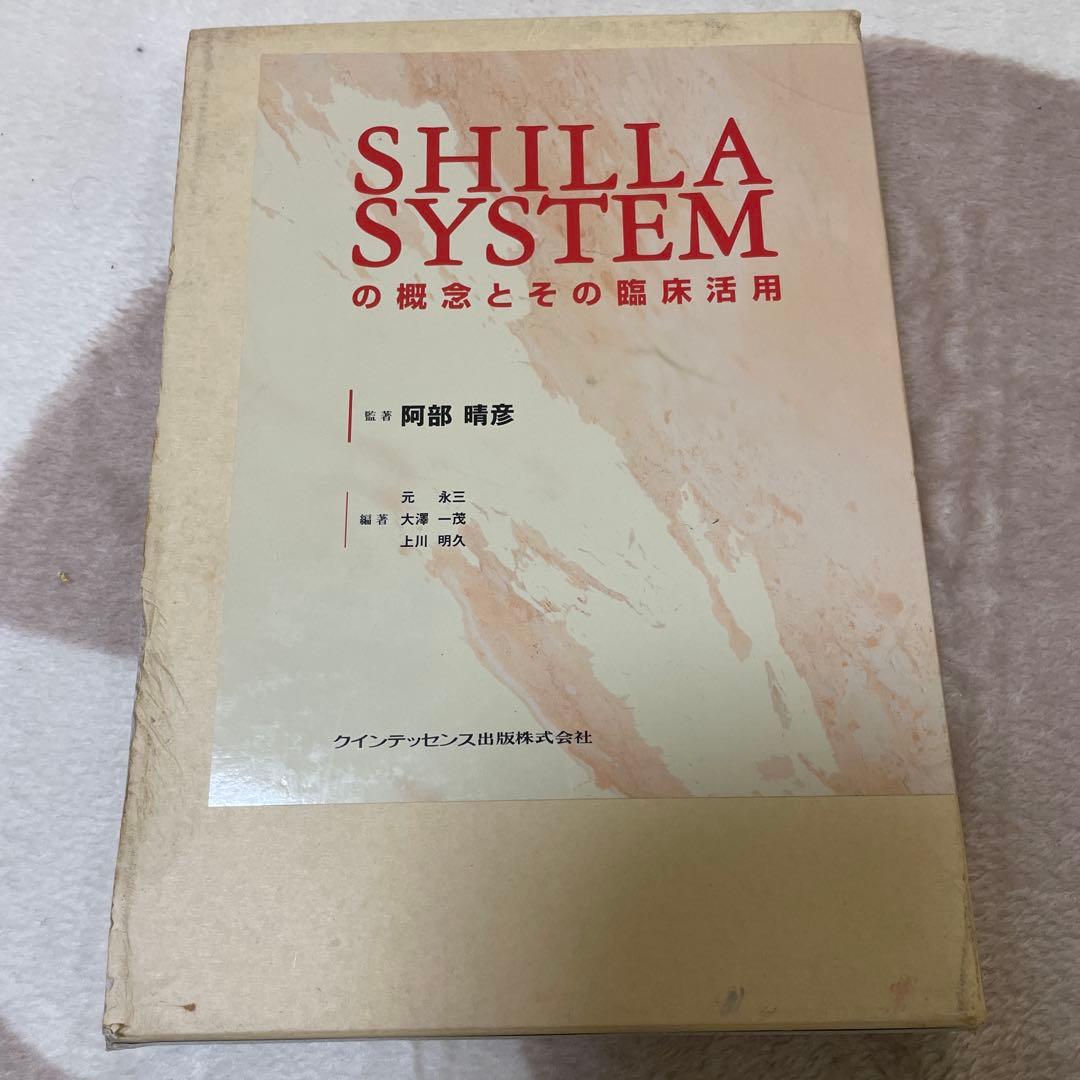 SHILLA
SYSTEM
の概念とその臨床活用
監著 阿部 晴彦
元 永三
編著 大澤 一茂
上川 明久
クインテッセンス出版株式会社